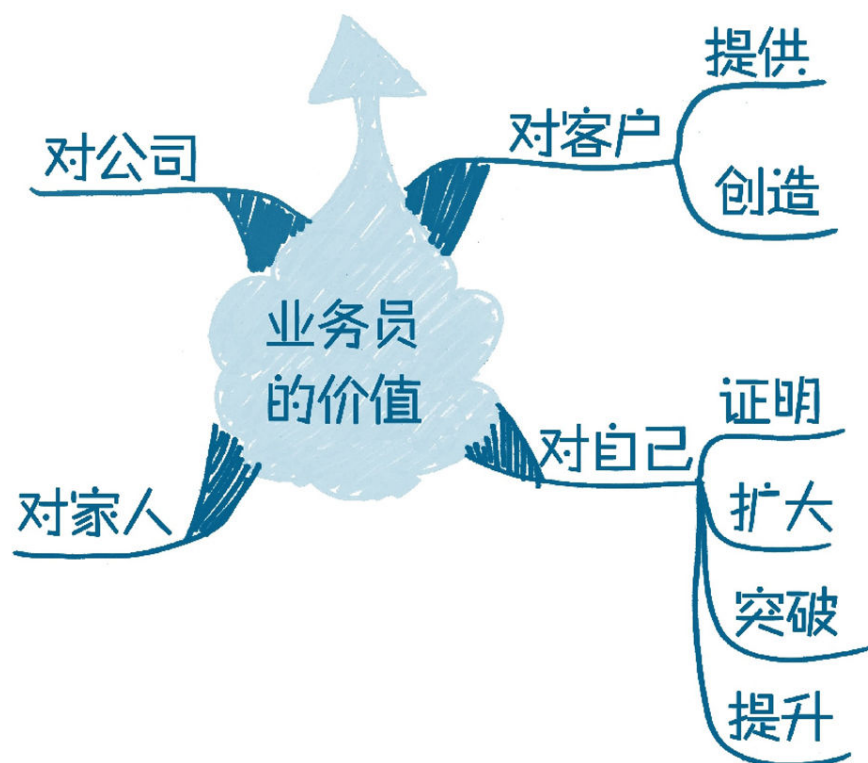 业务员
的价值
对客户
提供
创造
对自己
证明
扩大
突破
提升
对家人
对公司